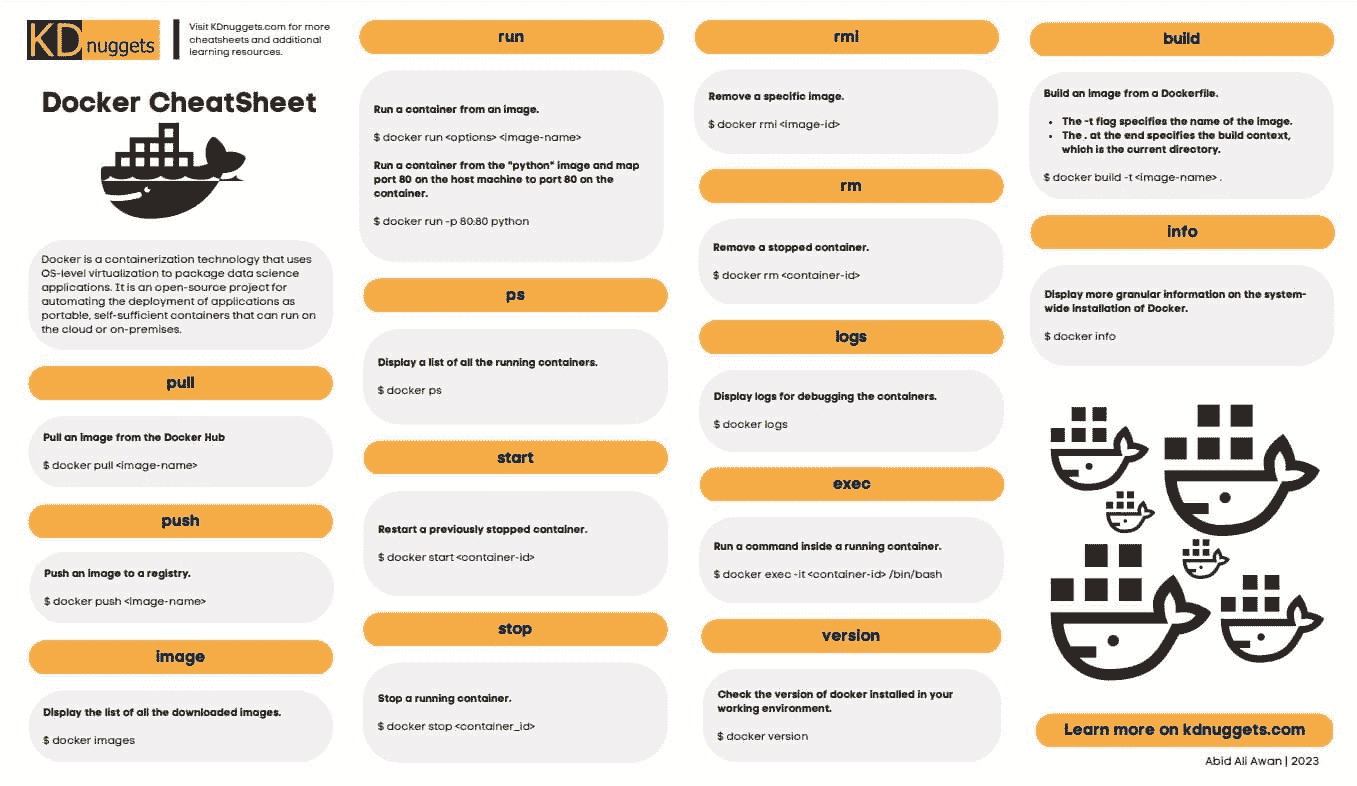 KD nuggets
Visit KDnuggets.com for more
cheatsheets and additional
learning resources.
Docker CheatSheet
Docker is a containerization technology that uses
OS-level virtualization to package data science
applications. It is an open-source project for
automating the deployment of applications as
portable, self-sufficient containers that can run on
the cloud or on-premises.
pull
Pull an image from the Docker Hub
$ docker pull <image-name>
push
Push an image to a registry.
$ docker push <image-name>
image
Display the list of all the downloaded images.
$ docker images
run
Run a container from an image.
$ docker run <options> <image-name>
Run a container from the "python" image and map
port 80 on the host machine to port 80 on the
container.
$ docker run -p 80:80 python
ps
Display a list of all the running containers.
$ docker ps
start
Restart a previously stopped container.
$ docker start <container-id>
stop
Stop a running container.
$ docker stop <container_id>
rmi
Remove a specific image.
$ docker rmi <image-id>
rm
Remove a stopped container.
$ docker rm <container-id>
logs
Display logs for debugging the containers.
$ docker logs
exec
Run a command inside a running container.
$ docker exec -it <container-id> /bin/bash
version
Check the version of docker installed in your
working environment.
$ docker version
build
Build an image from a Dockerfile.
• The -t flag specifies the name of the image.
• The . at the end specifies the build context,
which is the current directory.
$ docker build -t <image-name> .
info
Display more granular information on the system-
wide installation of Docker.
$ docker info
Learn more on kdnuggets.com
Abid Ali Awan | 2023